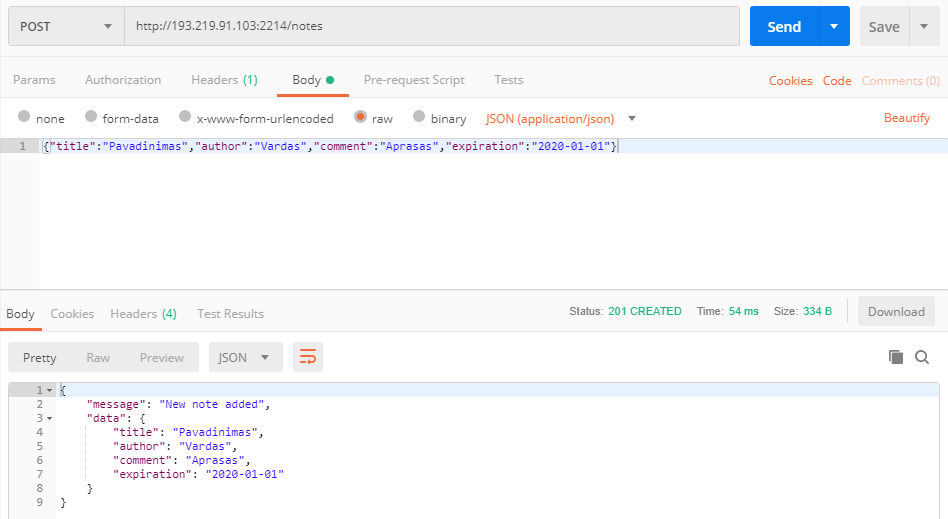 POST http://193.219.91.103:2214/notes Send Save
Params Authorization Headers (1) Body Pre-request Script Tests Cookies Code Comments (0)
none form-data x-www-form-urlencoded raw binary JSON (application/json) Beautify
1 {"title":"Pavadinimas","author":"Vardas","comment":"Aprasas","expiration":"2020-01-01"}
Body Cookies Headers (4) Test Results Status: 201 CREATED Time: 54 ms Size: 334 B Download
Pretty Raw Preview JSON
1 {
2 "message": "New note added",
3 "data": {
4 "title": "Pavadinimas",
5 "author": "Vardas",
6 "comment": "Aprasas",
7 "expiration": "2020-01-01"
8 }
9 }